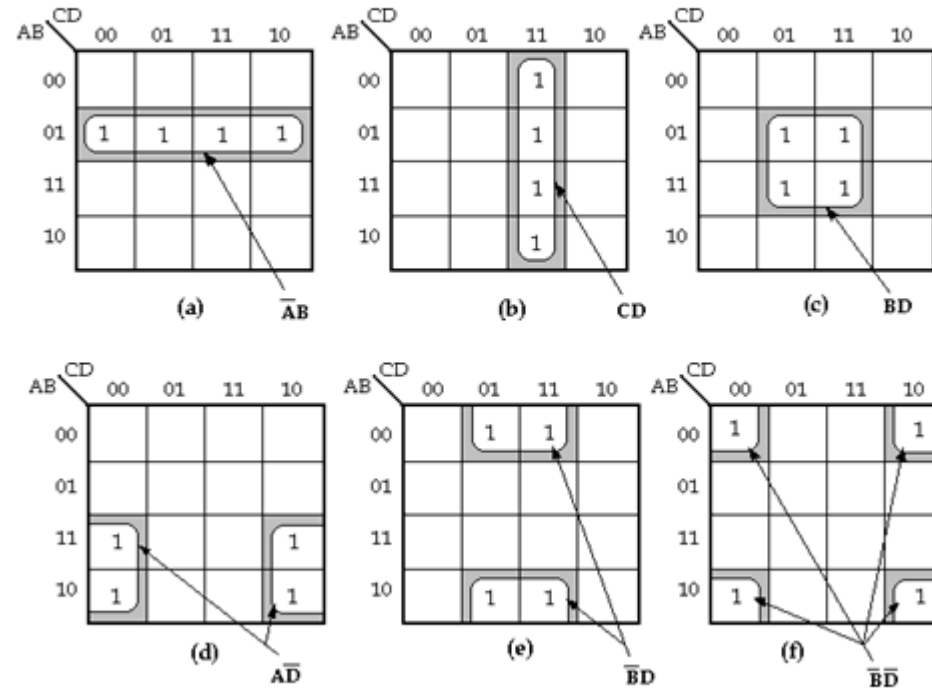 CD CD CD
AB 00 01 11 10 AB 00 01 11 10 AB 00 01 11 10
00 00 1 00
01 1 1 1 1 01 1 01 1 1
11 11 1 11 1 1
10 10 1 10
(a) A̅B (b) CD (c) BD
CD CD CD
AB 00 01 11 10 AB 00 01 11 10 AB 00 01 11 10
00 00 1 1 00 1 1
01 01 01
11 1 1 11 11
10 1 1 10 1 1 10 1 1
(d) AD̅ (e) B̅D (f) B̅D̅